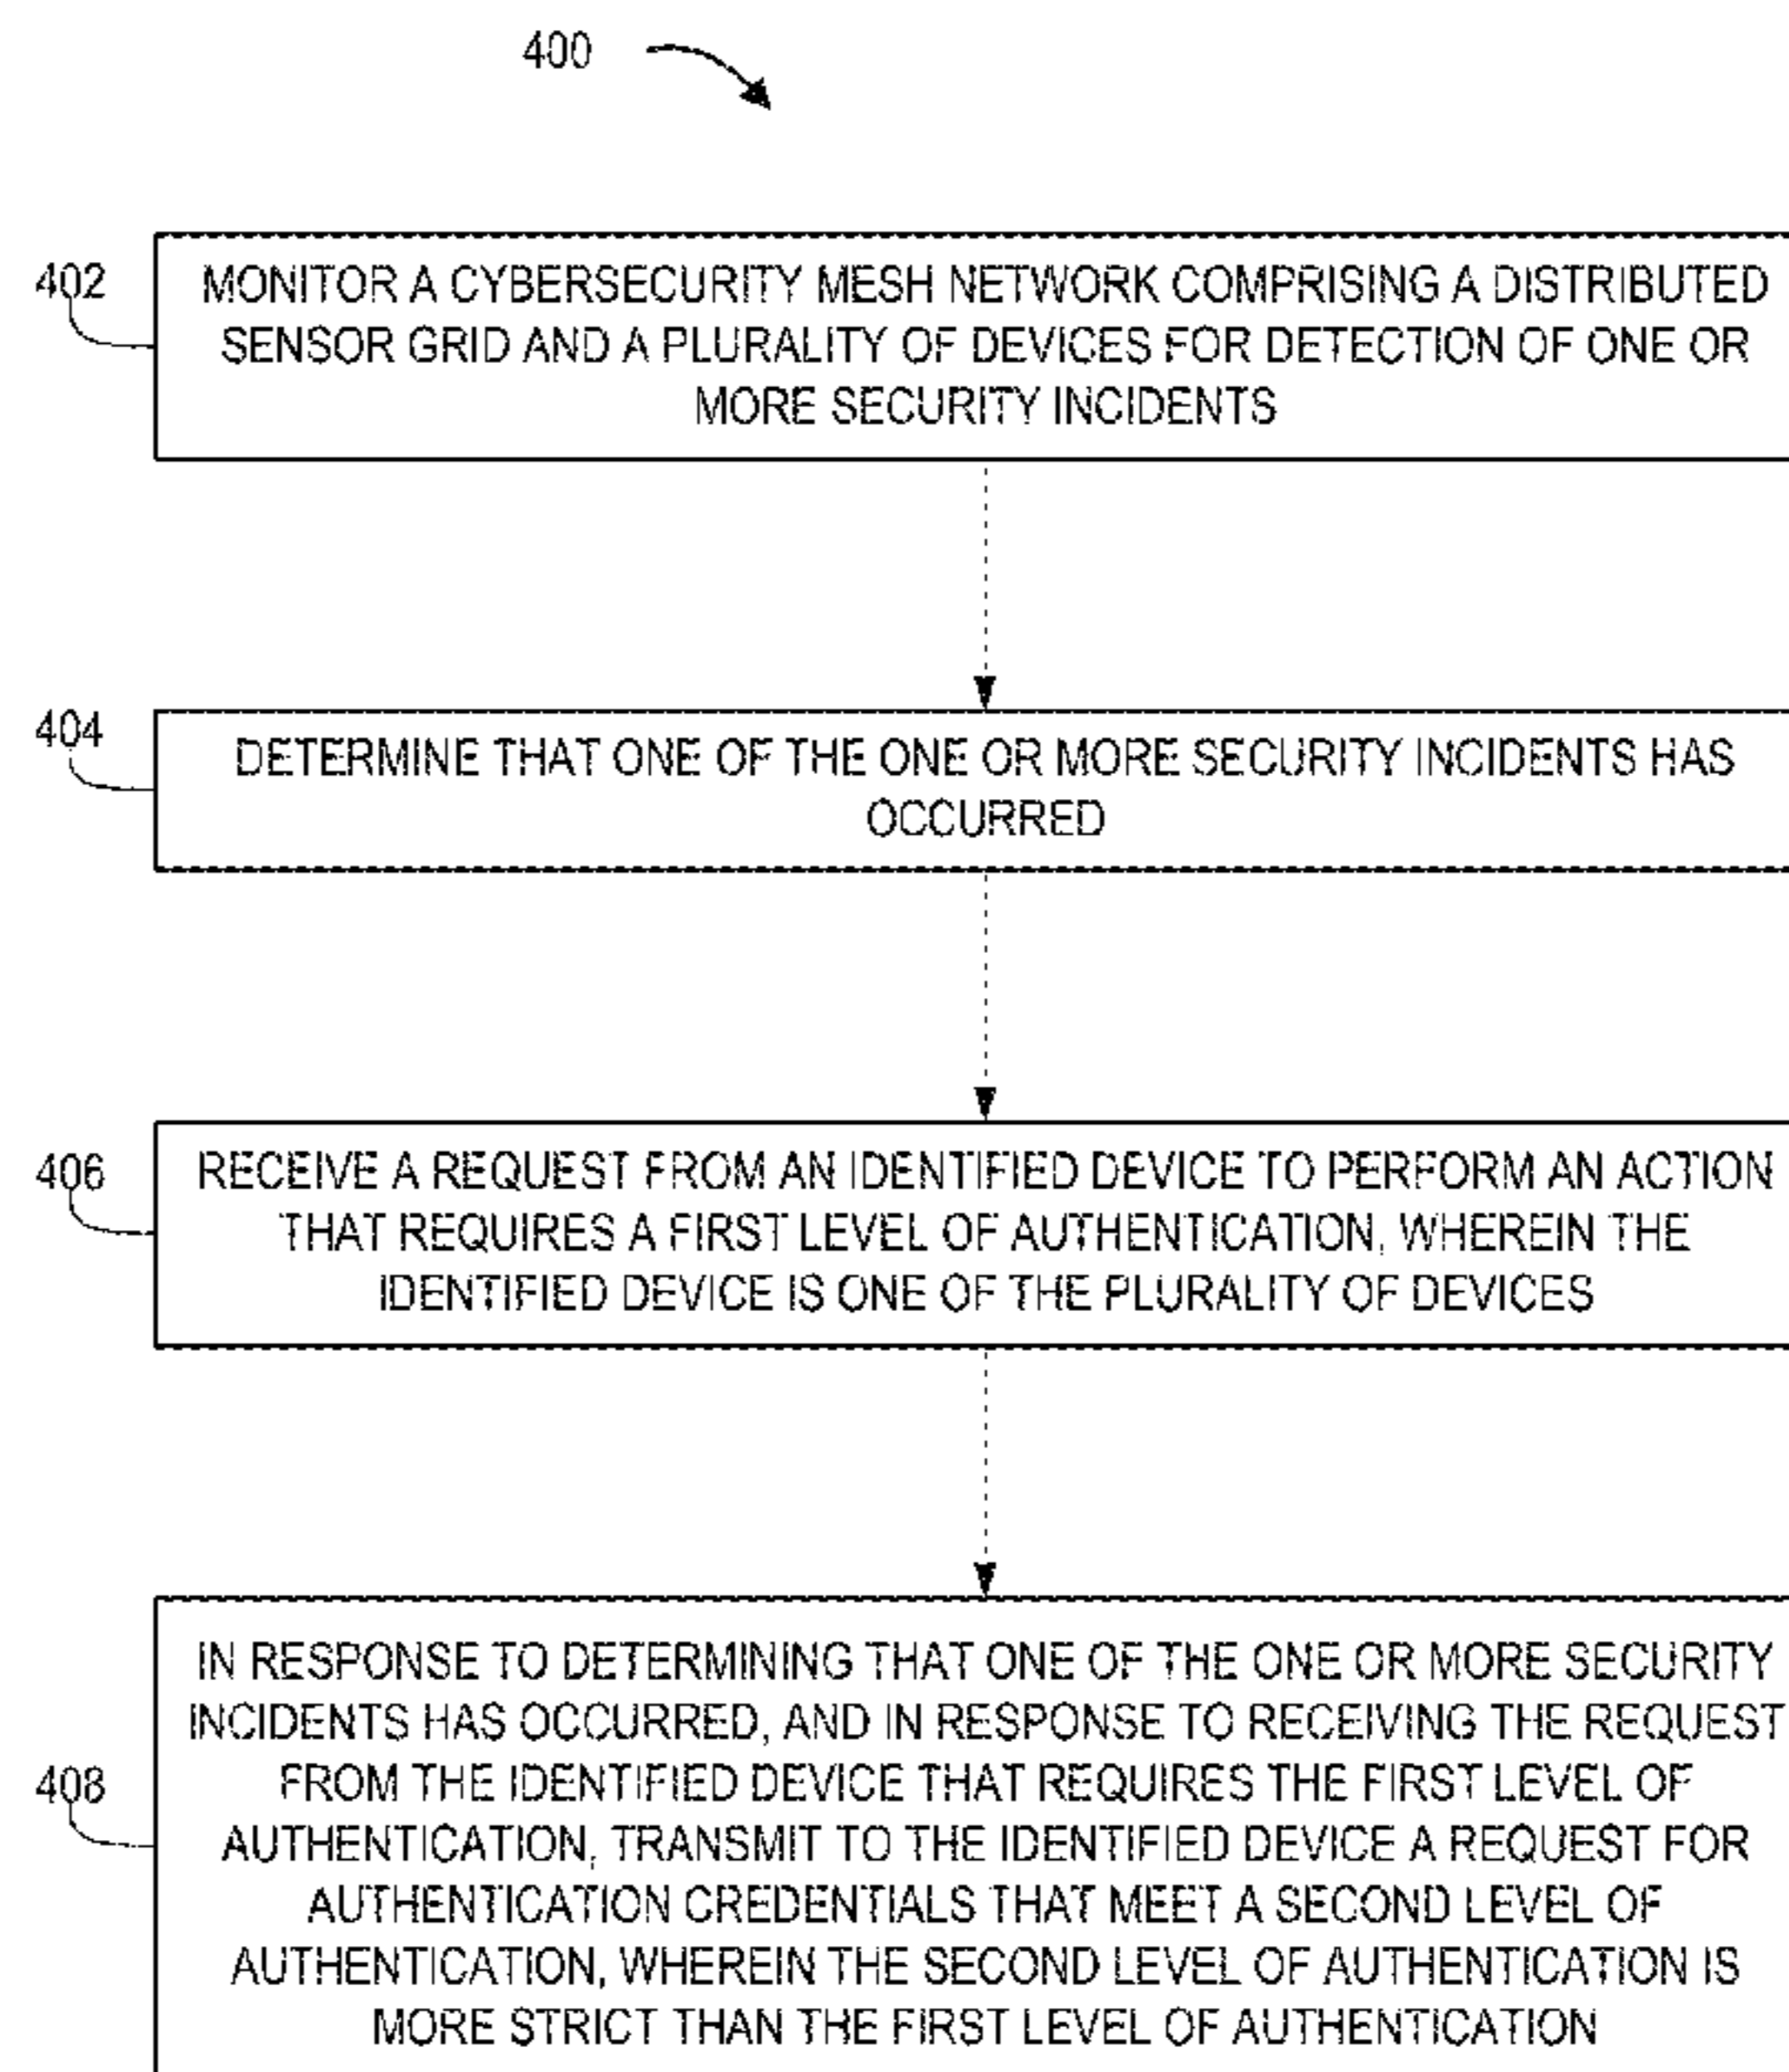 400
402
MONITOR A CYBERSECURITY MESH NETWORK COMPRISING A DISTRIBUTED
SENSOR GRID AND A PLURALITY OF DEVICES FOR DETECTION OF ONE OR
MORE SECURITY INCIDENTS
404
DETERMINE THAT ONE OF THE ONE OR MORE SECURITY INCIDENTS HAS
OCCURRED
406
RECEIVE A REQUEST FROM AN IDENTIFIED DEVICE TO PERFORM AN ACTION
THAT REQUIRES A FIRST LEVEL OF AUTHENTICATION, WHEREIN THE
IDENTIFIED DEVICE IS ONE OF THE PLURALITY OF DEVICES
408
IN RESPONSE TO DETERMINING THAT ONE OF THE ONE OR MORE SECURITY
INCIDENTS HAS OCCURRED, AND IN RESPONSE TO RECEIVING THE REQUEST
FROM THE IDENTIFIED DEVICE THAT REQUIRES THE FIRST LEVEL OF
AUTHENTICATION, TRANSMIT TO THE IDENTIFIED DEVICE A REQUEST FOR
AUTHENTICATION CREDENTIALS THAT MEET A SECOND LEVEL OF
AUTHENTICATION, WHEREIN THE SECOND LEVEL OF AUTHENTICATION IS
MORE STRICT THAN THE FIRST LEVEL OF AUTHENTICATION